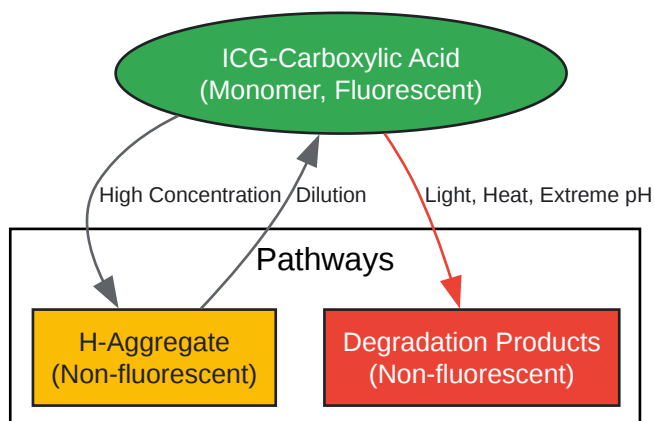 ICG-Carboxylic Acid
(Monomer, Fluorescent)
High Concentration
Dilution
Light, Heat, Extreme pH
Pathways
H-Aggregate
(Non-fluorescent)
Degradation Products
(Non-fluorescent)